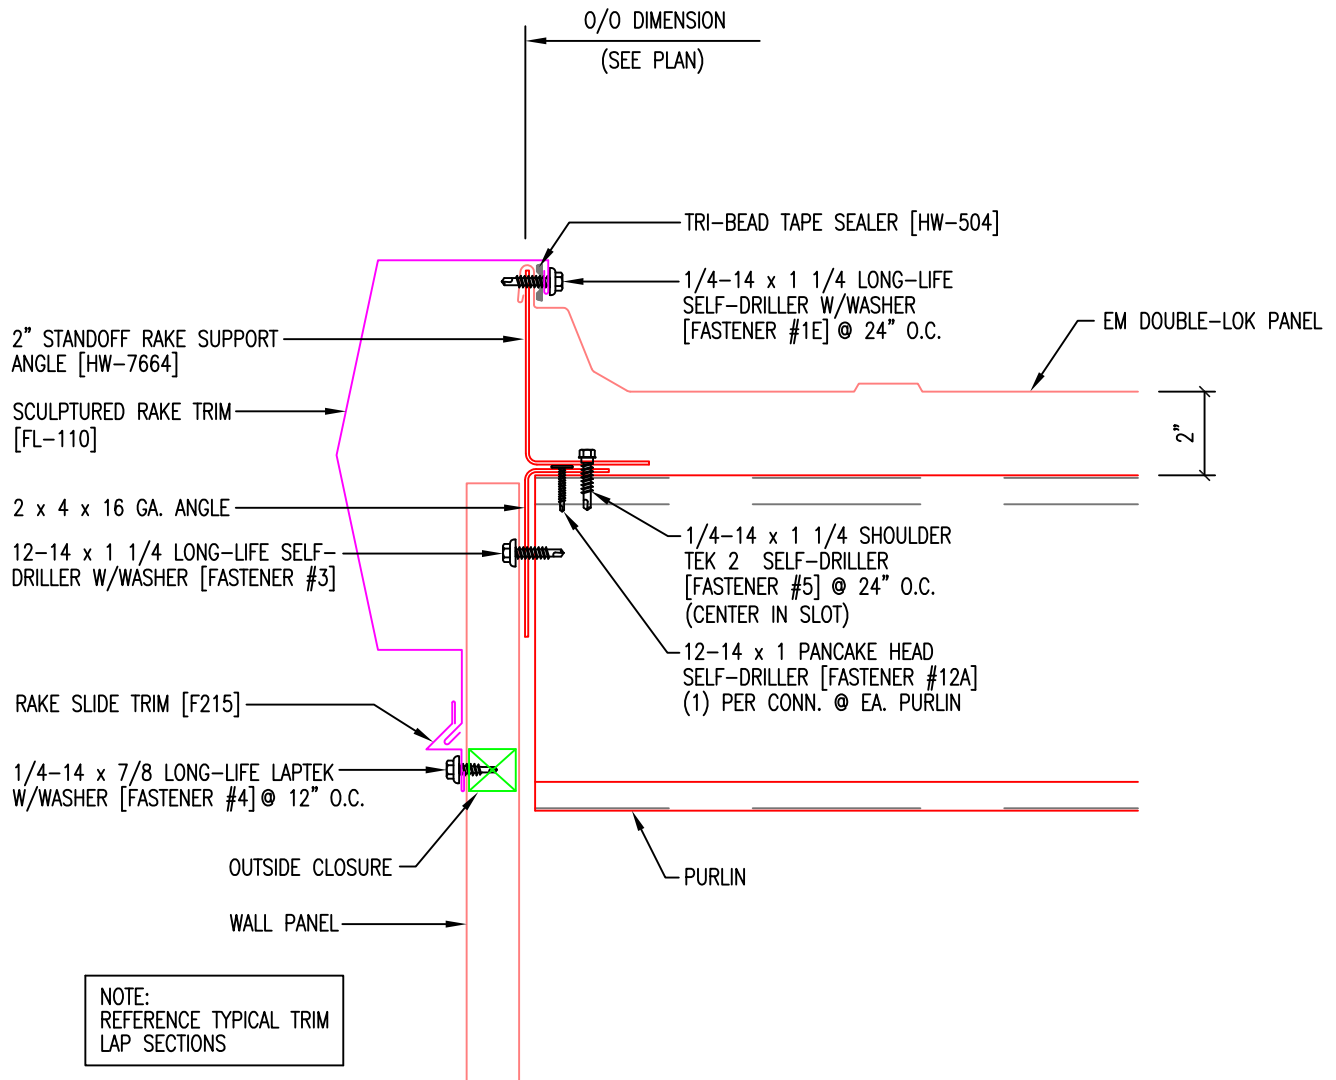 O/O DIMENSION
(SEE PLAN)
TRI-BEAD TAPE SEALER [HW-504]
1/4-14 x 1 1/4 LONG-LIFE
SELF-DRILLER W/WASHER
[FASTENER #1E] @ 24" O.C.
EM DOUBLE-LOK PANEL
2" STANDOFF RAKE SUPPORT
ANGLE [HW-7664]
SCULPTURED RAKE TRIM
[FL-110]
2"
2 x 4 x 16 GA. ANGLE
12-14 x 1 1/4 LONG-LIFE SELF-
DRILLER W/WASHER [FASTENER #3]
1/4-14 x 1 1/4 SHOULDER
TEK 2 SELF-DRILLER
[FASTENER #5] @ 24" O.C.
(CENTER IN SLOT)
12-14 x 1 PANCAKE HEAD
SELF-DRILLER [FASTENER #12A]
(1) PER CONN. @ EA. PURLIN
RAKE SLIDE TRIM [F215]
1/4-14 x 7/8 LONG-LIFE LAPTEK
W/WASHER [FASTENER #4] @ 12" O.C.
OUTSIDE CLOSURE
PURLIN
WALL PANEL
NOTE:
REFERENCE TYPICAL TRIM
LAP SECTIONS